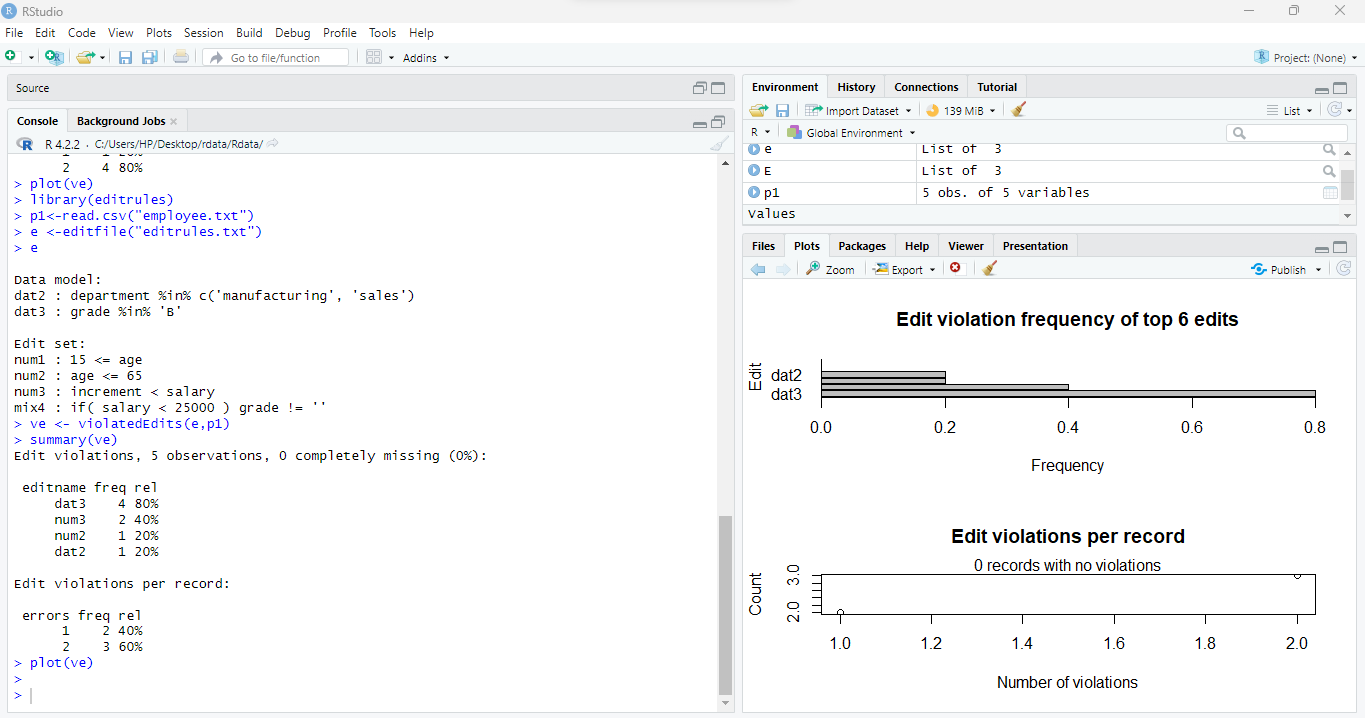 RStudio
File Edit Code View Plots Session Build Debug Profile Tools Help
Go to file/function Addins Project: (None)
Source
Console Background Jobs
R 4.2.2 · C:/Users/HP/Desktop/rdata/Rdata/
2 4 80%
> plot(ve)
> library(editrules)
> p1<-read.csv("employee.txt")
> e <-editfile("editrules.txt")
> e
Data model:
dat2 : department %in% c('manufacturing', 'sales')
dat3 : grade %in% 'B'
Edit set:
num1 : 15 <= age
num2 : age <= 65
num3 : increment < salary
mix4 : if( salary < 25000 ) grade != ''
> ve <- violatedEdits(e,p1)
> summary(ve)
Edit violations, 5 observations, 0 completely missing (0%):
editname freq rel
dat3 4 80%
num3 2 40%
num2 1 20%
dat2 1 20%
Edit violations per record:
errors freq rel
1 2 40%
2 3 60%
> plot(ve)
>
>
Environment History Connections Tutorial
Import Dataset 139 MiB List
R Global Environment
e List of 3
E List of 3
p1 5 obs. of 5 variables
values
Files Plots Packages Help Viewer Presentation
Zoom Export Publish
Edit violation frequency of top 6 edits
Edit
dat2
dat3
0.0 0.2 0.4 0.6 0.8
Frequency
Edit violations per record
0 records with no violations
Count
3.0
2.0
1.0 1.2 1.4 1.6 1.8 2.0
Number of violations